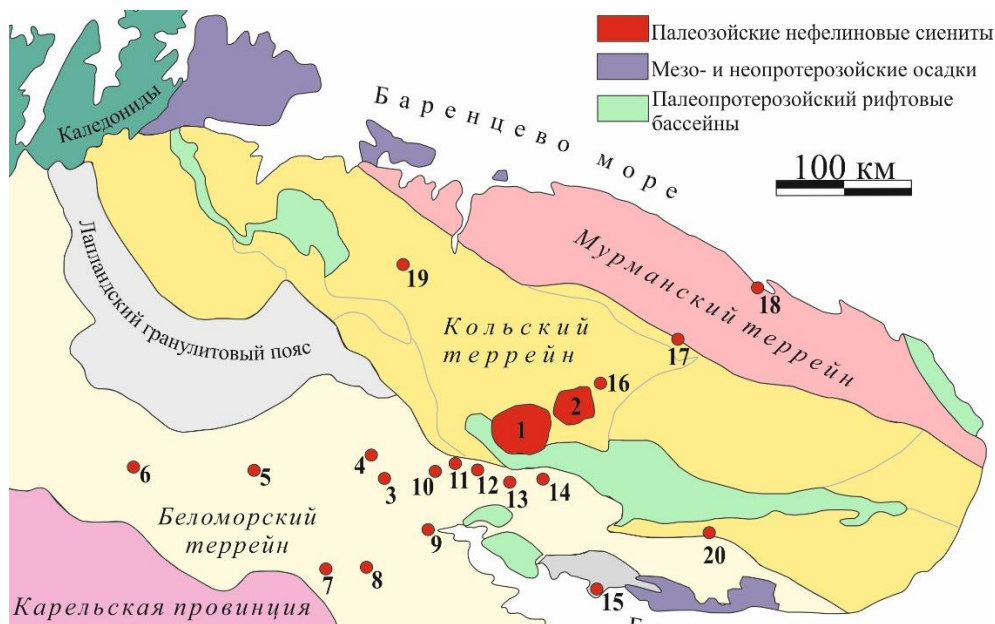 Палеозойские нефелиновые сиениты
Мезо- и неопротерозойские осадки
Палеопротерозойский рифтовые
бассейны
100 км
Каледониды
Баренцево море
Лапландский гранулитовый пояс
Мурманский террейн
Кольский
террейн
19
18
17
16
2
1
6
5
4
3
10
11
12
13
14
Беломорский
террейн
9
20
7
8
15
Карельская провинция